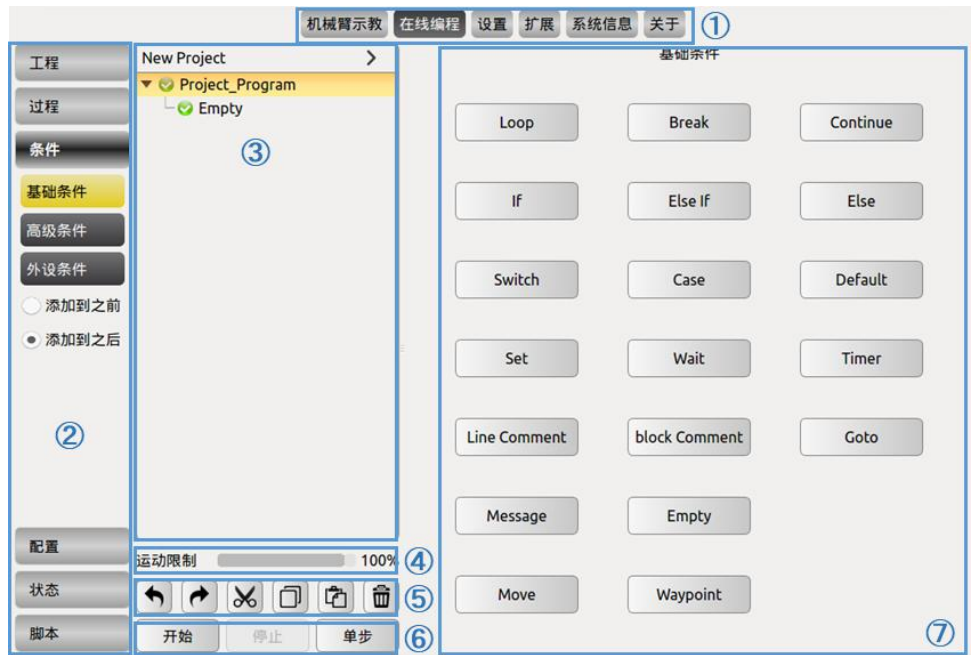 机械臂示教 在线编程 设置 扩展 系统信息 关于 ①
工程
过程
条件
基础条件
高级条件
外设条件
添加到之前
添加到之后
②
配置
状态
脚本
New Project
Project_Program
Empty
③
运动限制 100% ④
⑤
开始 停止 单步 ⑥
基础条件
Loop Break Continue
If Else If Else
Switch Case Default
Set Wait Timer
Line Comment block Comment Goto
Message Empty
Move Waypoint
⑦